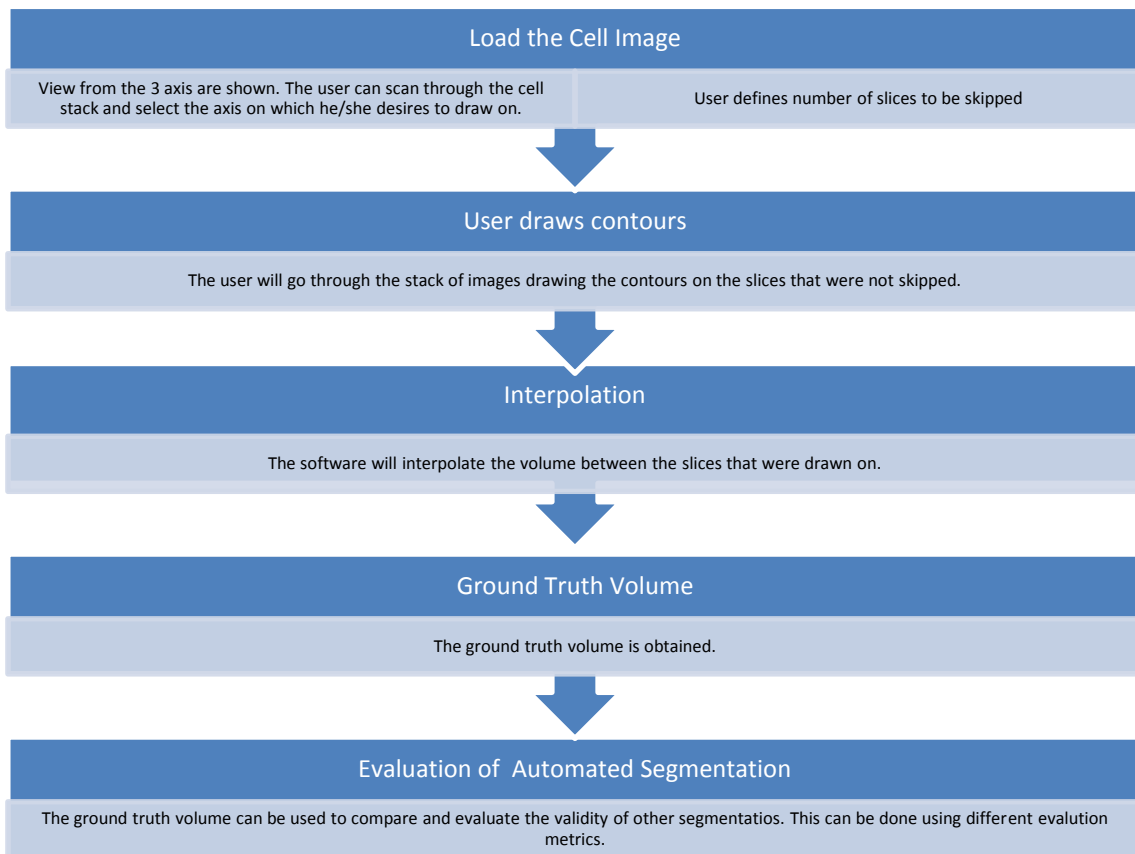 Load the Cell Image
View from the 3 axis are shown. The user can scan through the cell
stack and select the axis on which he/she desires to draw on.
User defines number of slices to be skipped
User draws contours
The user will go through the stack of images drawing the contours on the slices that were not skipped.
Interpolation
The software will interpolate the volume between the slices that were drawn on.
Ground Truth Volume
The ground truth volume is obtained.
Evaluation of Automated Segmentation
The ground truth volume can be used to compare and evaluate the validity of other segmentatios. This can be done using different evalution
metrics.